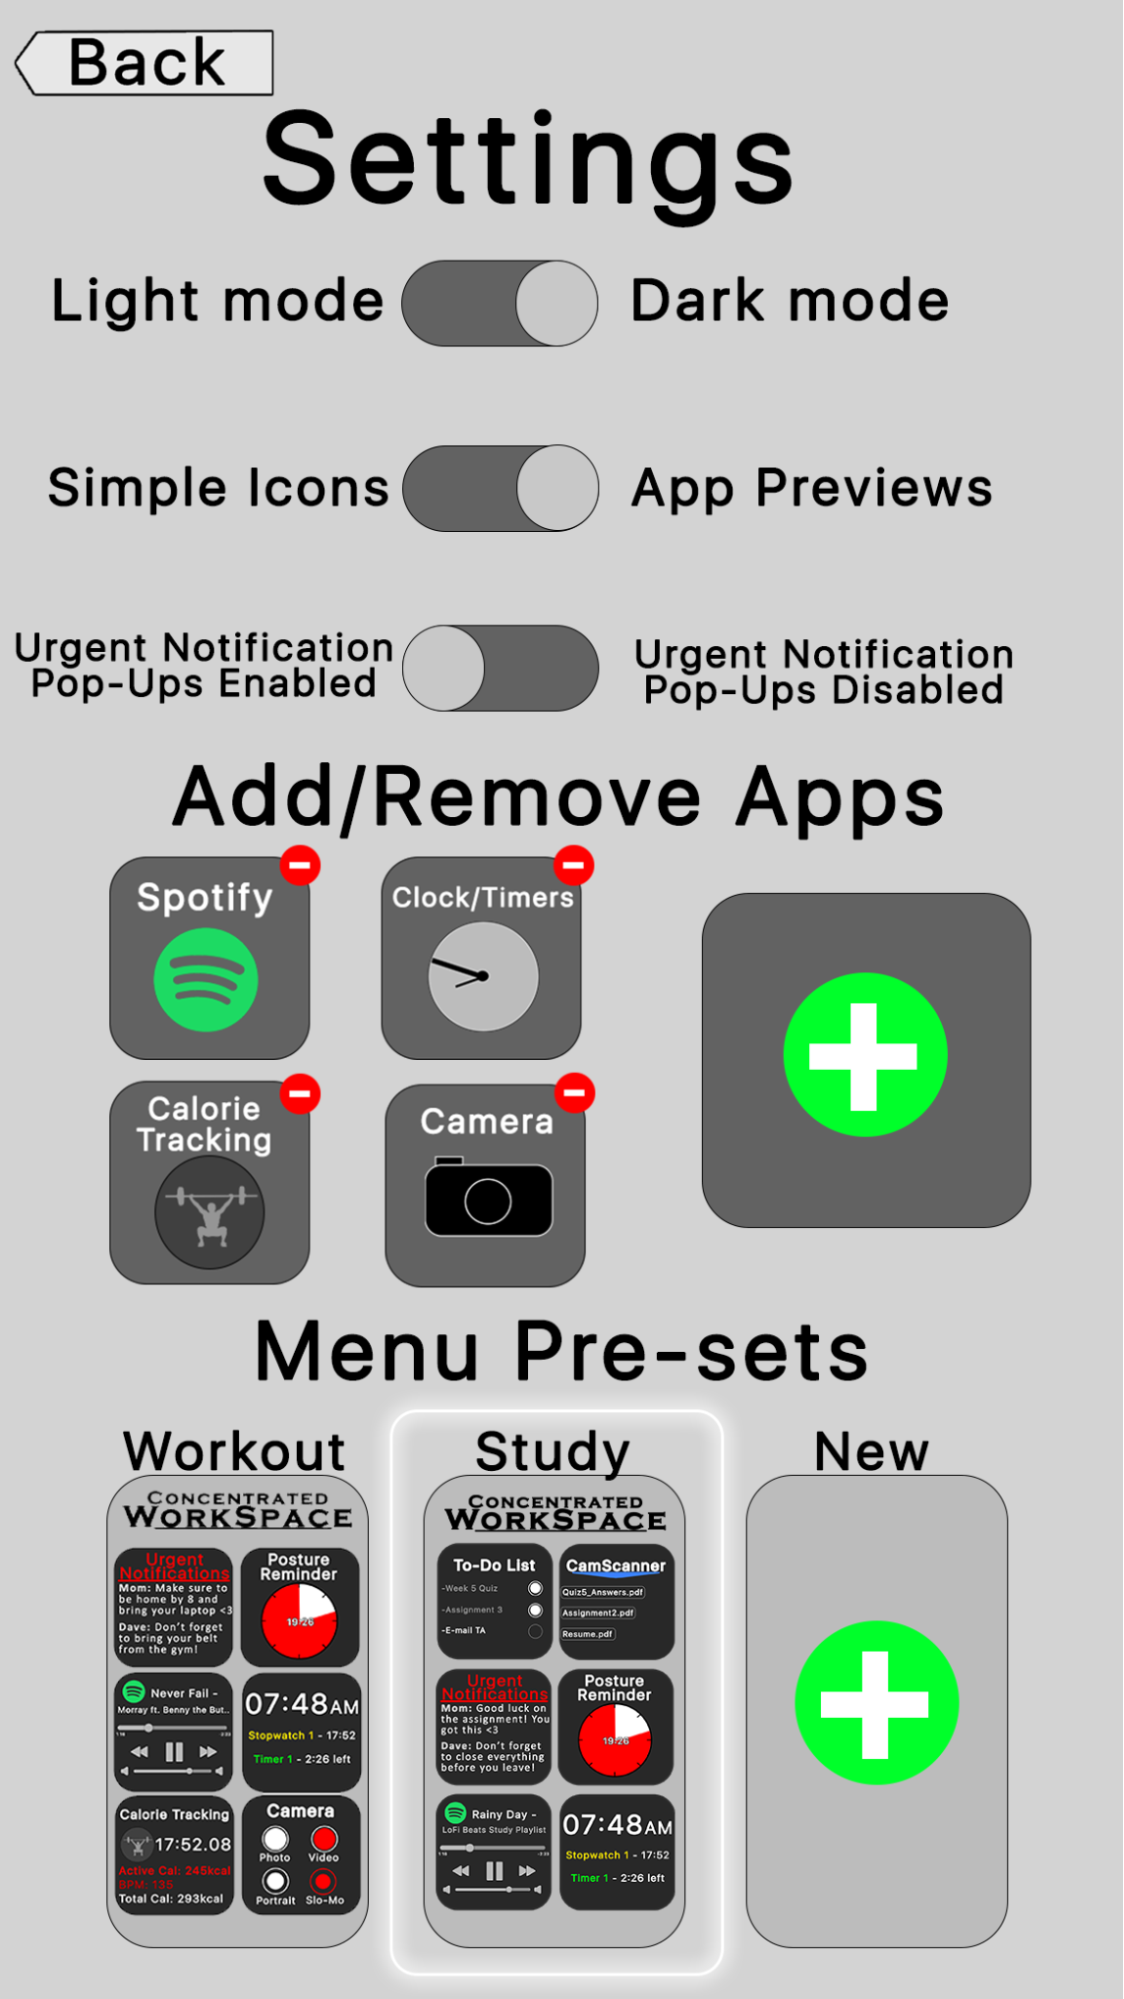 Back
Settings
Light mode
Dark mode
Simple Icons
App Previews
Urgent Notification
Pop-Ups Enabled
Urgent Notification
Pop-Ups Disabled
Add/Remove Apps
Spotify
Clock/Timers
Calorie
Tracking
Camera
Menu Pre-sets
Workout
CONCENTRATED
WORKSPACE
Urgent
Notifications
Mom: Make sure to
be home by 8 and
bring your laptop <3
Dave: Don't forget
to bring your belt
from the gym!
Posture
Reminder
19:26
Never Fail -
Morray ft. Benny the But...
07:48AM
Stopwatch 1 - 17:52
Timer 1 - 2:26 left
Calorie Tracking
17:52.08
Active Cal: 245kcal
BPM: 135
Total Cal: 293kcal
Camera
Photo
Video
Portrait
Slo-Mo
Study
CONCENTRATED
WORKSPACE
To-Do List
-Week 5 Quiz
-Assignment 3
-E-mail TA
CamScanner
Quiz5_Answers.pdf
Assignment2.pdf
Resume.pdf
Urgent
Notifications
Mom: Good luck on
the assignment! You
got this <3
Dave: Don't forget
to close everything
before you leave!
Posture
Reminder
19:26
Rainy Day -
LoFi Beats Study Playlist
07:48AM
Stopwatch 1 - 17:52
Timer 1 - 2:26 left
New